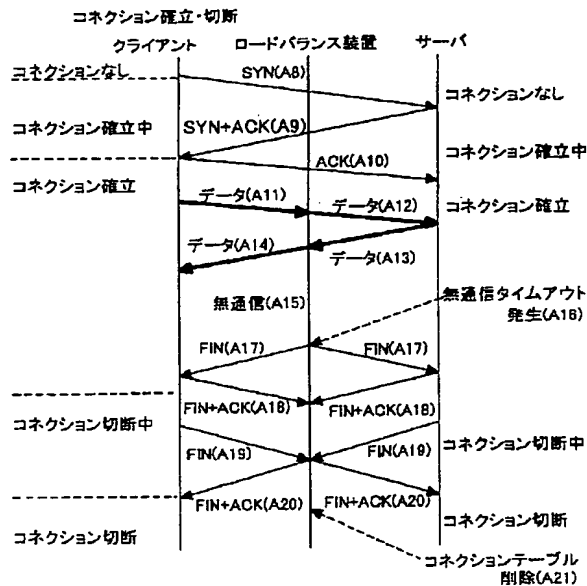 コネクション確立・切断
クライアント ロードバランス装置 サーバ
コネクションなし
SYN(A8)
コネクションなし
コネクション確立中
SYN+ACK(A9)
コネクション確立中
ACK(A10)
コネクション確立
データ(A11) データ(A12)
コネクション確立
データ(A14) データ(A13)
無通信(A15)
無通信タイムアウト
発生(A16)
FIN(A17) FIN(A17)
FIN+ACK(A18) FIN+ACK(A18)
コネクション切断中
FIN(A19) FIN(A19)
コネクション切断中
FIN+ACK(A20) FIN+ACK(A20)
コネクション切断
コネクション切断
コネクションテーブル
削除(A21)